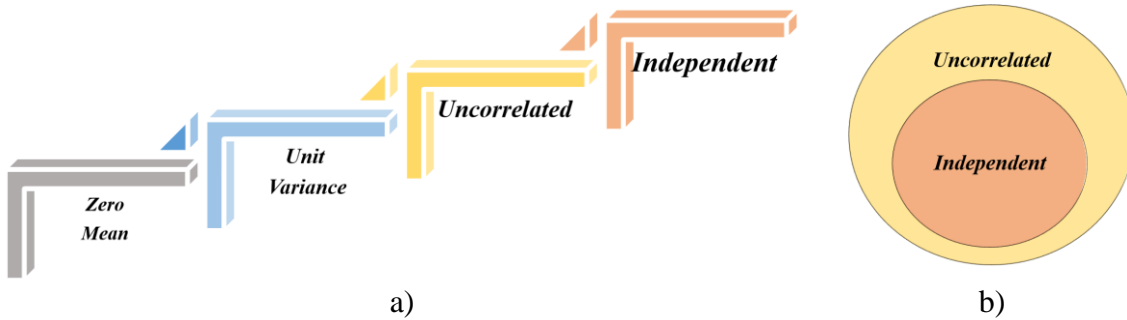 Zero
Mean
Unit
Variance
Uncorrelated
Independent
a)
Uncorrelated
Independent
b)